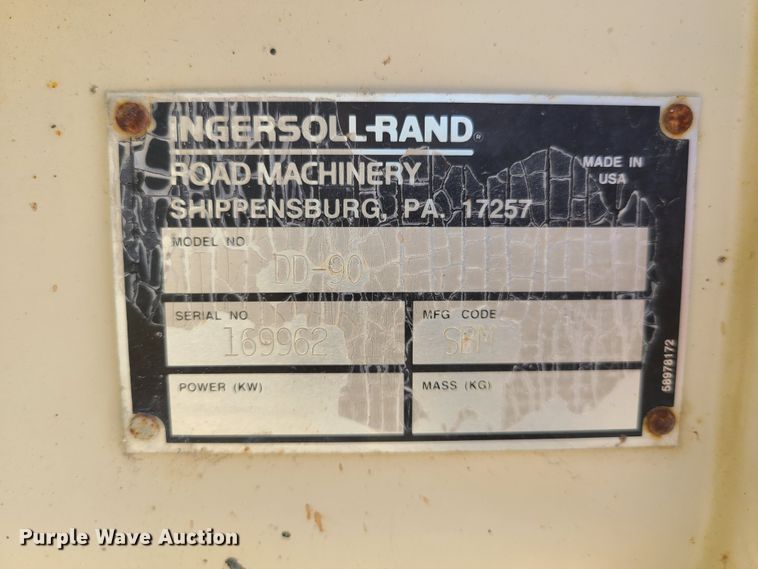 INGERSOLL-RAND®
ROAD MACHINERY
SHIPPENSBURG, PA. 17257
MADE IN
USA
MODEL NO
DD-90
SERIAL NO
169962
MFG CODE
POWER (KW)
MASS (KG)
58978172
Purple Wave Auction